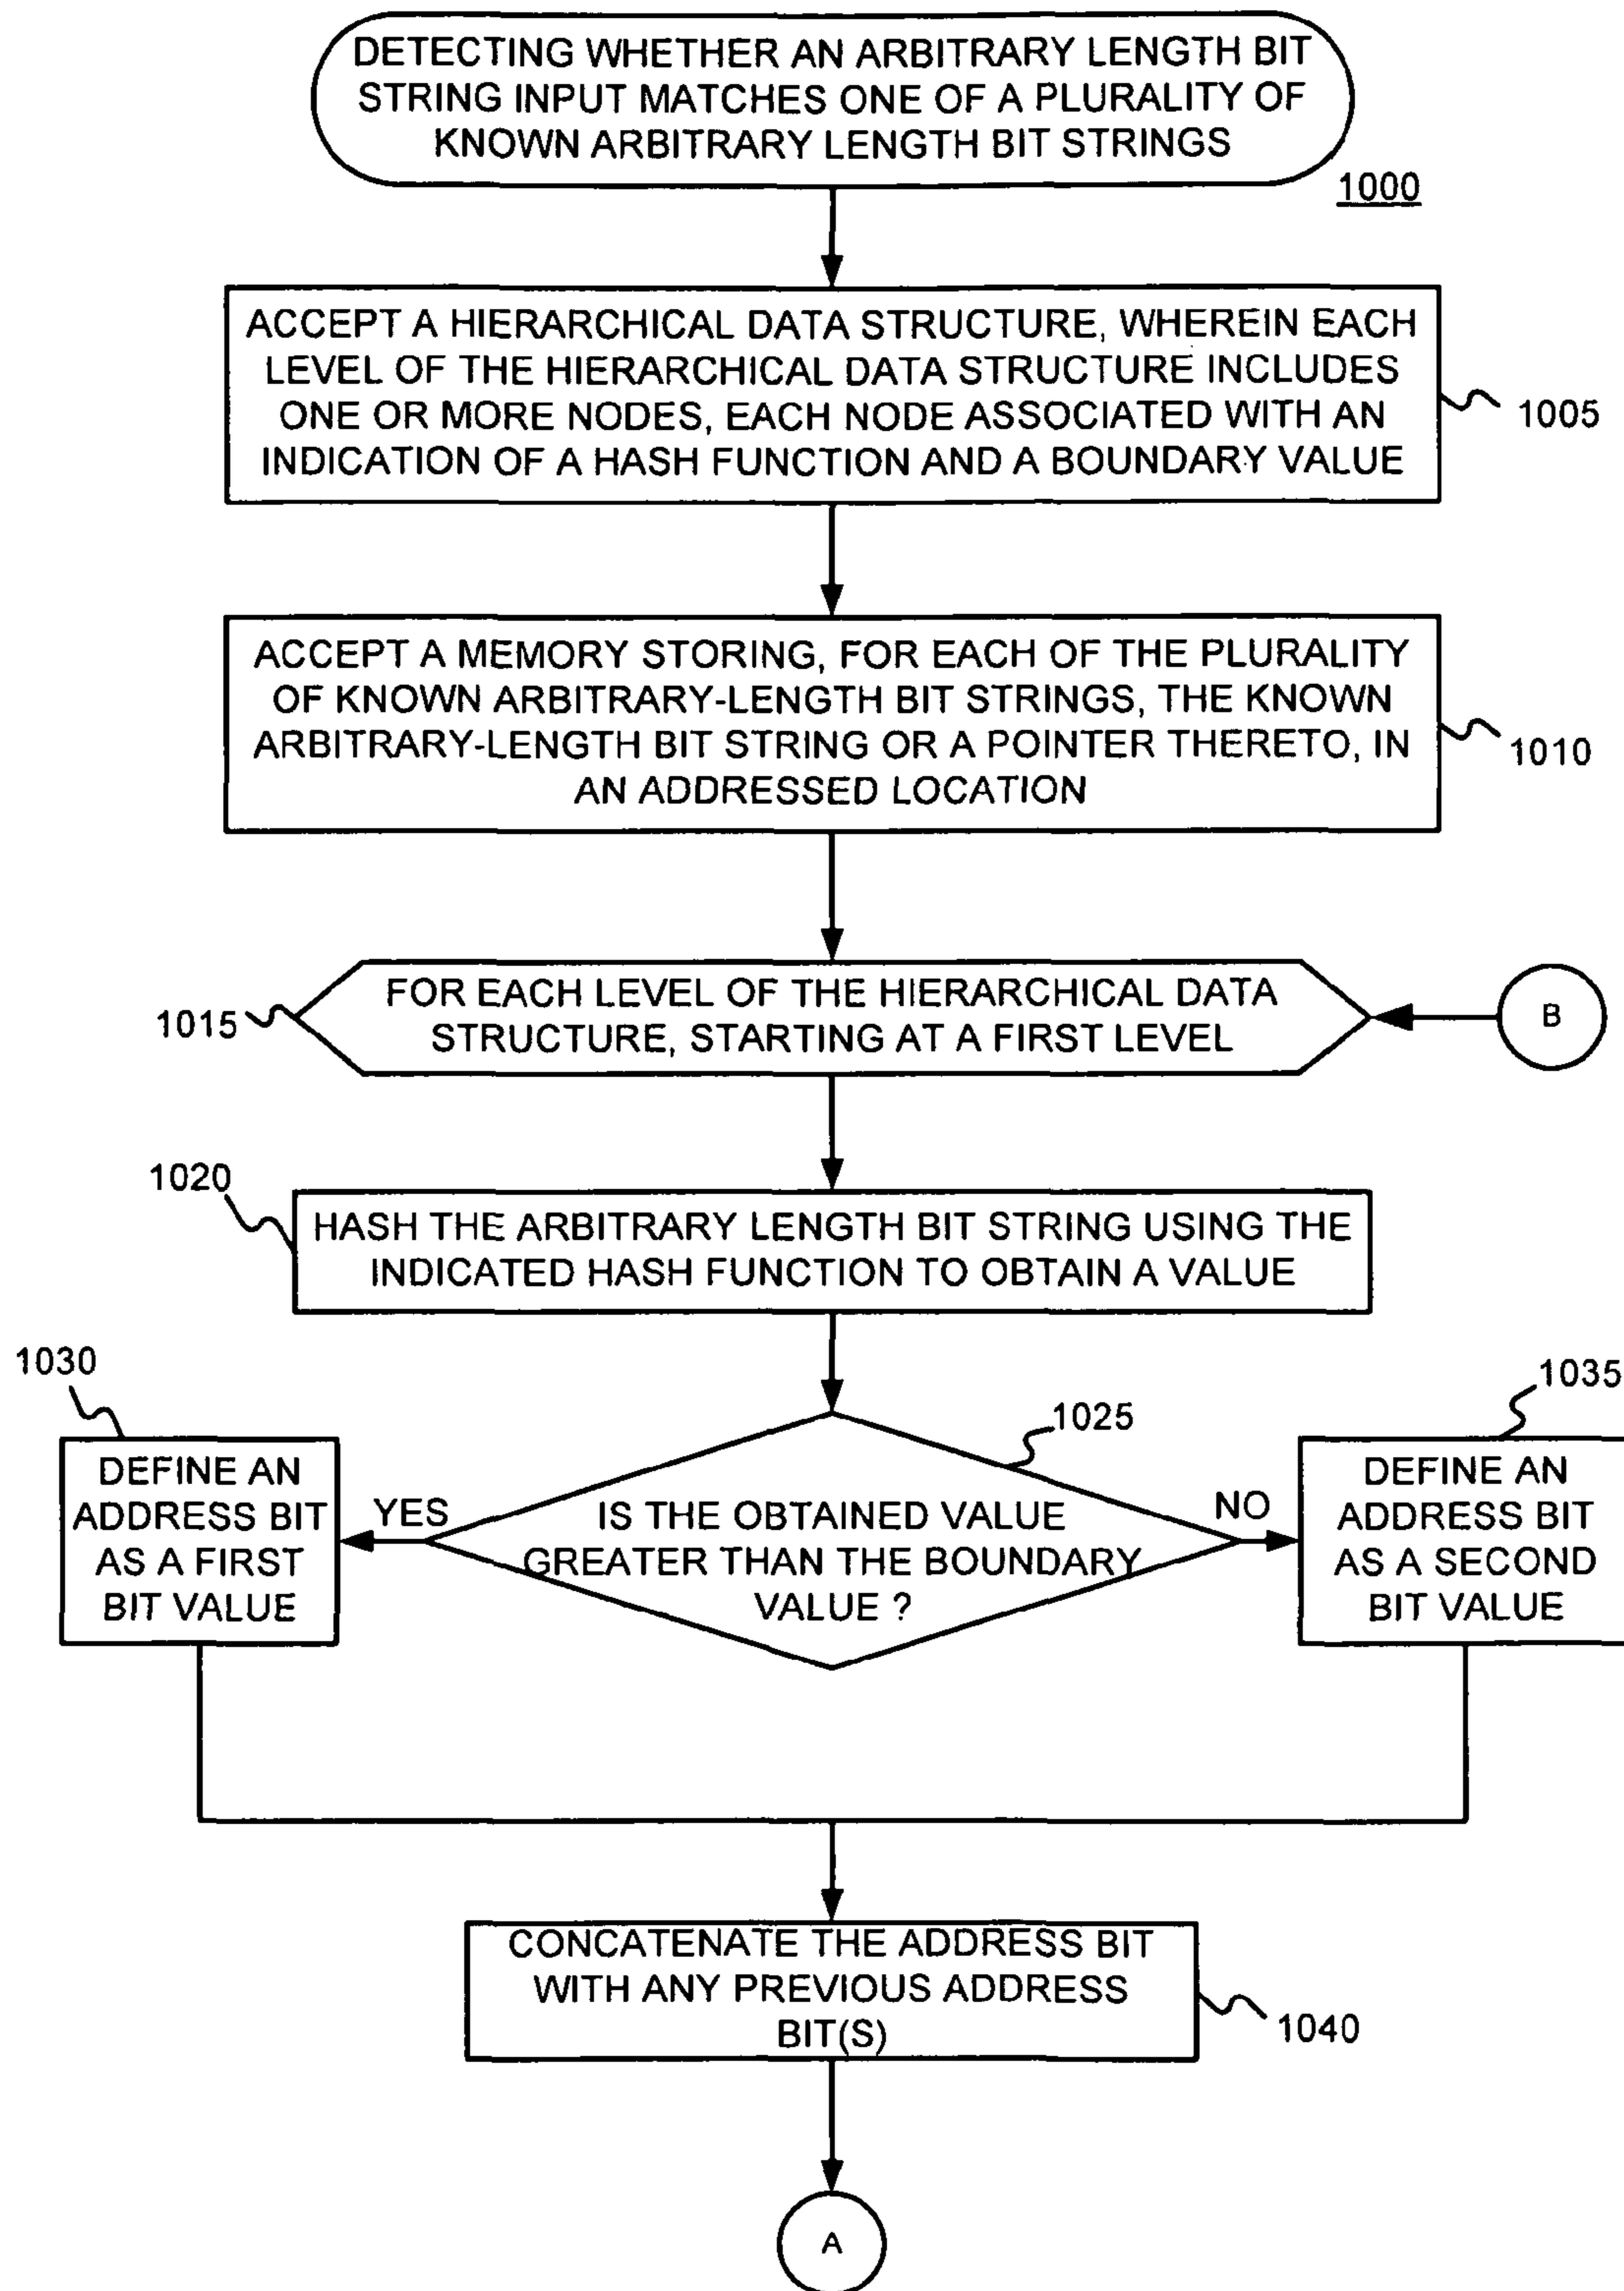 DETECTING WHETHER AN ARBITRARY LENGTH BIT
STRING INPUT MATCHES ONE OF A PLURALITY OF
KNOWN ARBITRARY LENGTH BIT STRINGS
1000
ACCEPT A HIERARCHICAL DATA STRUCTURE, WHEREIN EACH
LEVEL OF THE HIERARCHICAL DATA STRUCTURE INCLUDES
ONE OR MORE NODES, EACH NODE ASSOCIATED WITH AN
INDICATION OF A HASH FUNCTION AND A BOUNDARY VALUE
1005
ACCEPT A MEMORY STORING, FOR EACH OF THE PLURALITY
OF KNOWN ARBITRARY-LENGTH BIT STRINGS, THE KNOWN
ARBITRARY-LENGTH BIT STRING OR A POINTER THERETO, IN
AN ADDRESSED LOCATION
1010
1015
FOR EACH LEVEL OF THE HIERARCHICAL DATA
STRUCTURE, STARTING AT A FIRST LEVEL
B
1020
HASH THE ARBITRARY LENGTH BIT STRING USING THE
INDICATED HASH FUNCTION TO OBTAIN A VALUE
1030
DEFINE AN
ADDRESS BIT
AS A FIRST
BIT VALUE
YES
1025
IS THE OBTAINED VALUE
GREATER THAN THE BOUNDARY
VALUE ?
NO
1035
DEFINE AN
ADDRESS BIT
AS A SECOND
BIT VALUE
CONCATENATE THE ADDRESS BIT
WITH ANY PREVIOUS ADDRESS
BIT(S)
1040
A